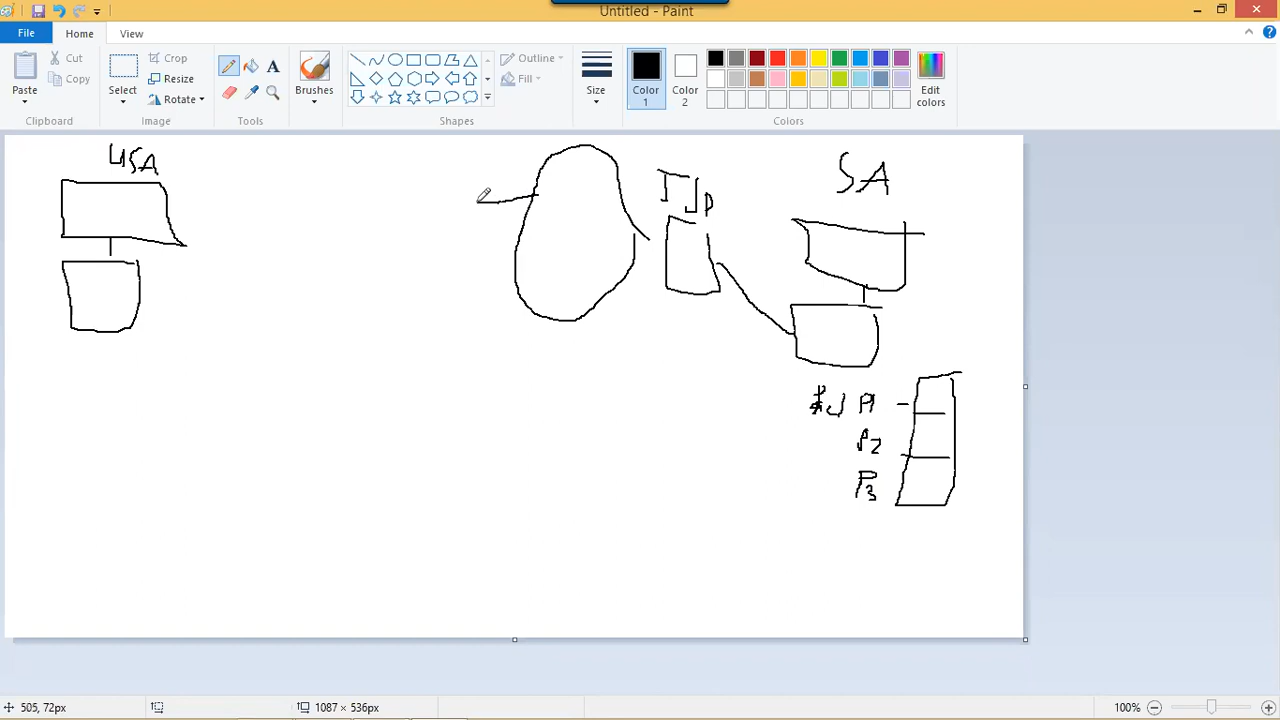 Untitled - Paint
File
Home
View
Paste
Cut
Copy
Clipboard
Select
Crop
Resize
Rotate
Image
Tools
Brushes
Outline
Fill
Shapes
Size
Color 1
Color 2
Edit colors
Colors
USA
SA
P1
P2
P3
505, 72px
1087 × 536px
100%